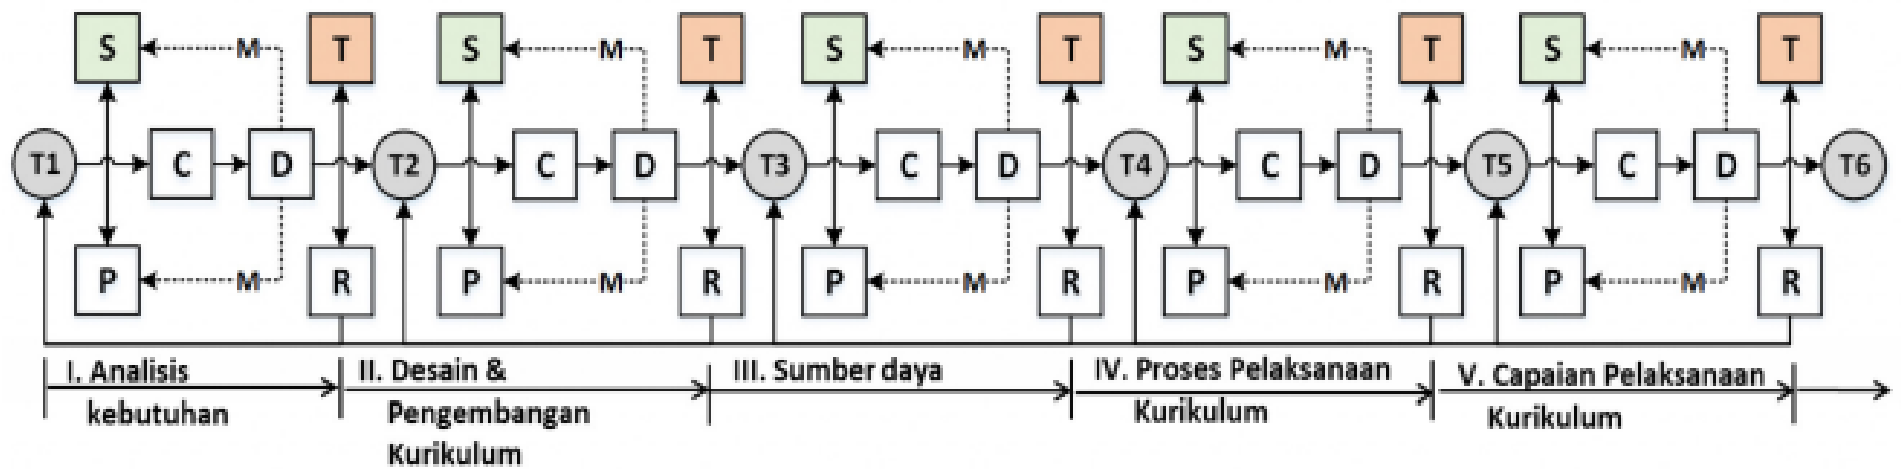 S M T S M T S M T S M T S M T
T1 C D T2 C D T3 C D T4 C D T5 C D T6
P M R P M R P M R P M R P M R
I. Analisis
kebutuhan
II. Desain &
Pengembangan
Kurikulum
III. Sumber daya
IV. Proses Pelaksanaan
Kurikulum
V. Capaian Pelaksanaan
Kurikulum